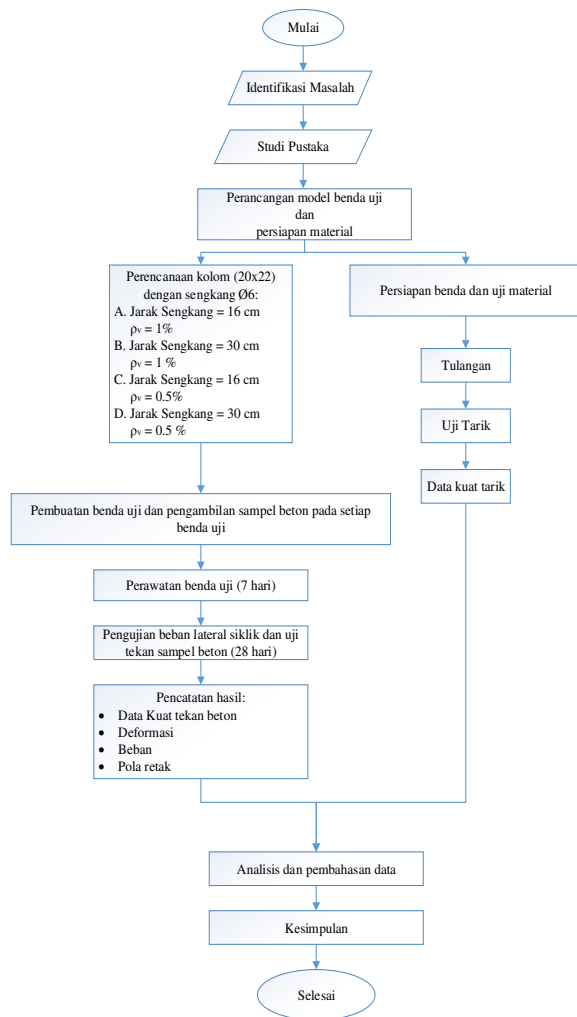 Mulai
Identifikasi Masalah
Studi Pustaka
Perancangan model benda uji
dan
persiapan material
Perencanaan kolom (20x22)
dengan sengkang Ø6:
A. Jarak Sengkang = 16 cm
ρv = 1%
B. Jarak Sengkang = 30 cm
ρv = 1 %
C. Jarak Sengkang = 16 cm
ρv = 0.5%
D. Jarak Sengkang = 30 cm
ρv = 0.5 %
Persiapan benda dan uji material
Tulangan
Uji Tarik
Data kuat tarik
Pembuatan benda uji dan pengambilan sampel beton pada setiap
benda uji
Perawatan benda uji (7 hari)
Pengujian beban lateral siklik dan uji
tekan sampel beton (28 hari)
Pencatatan hasil:
• Data Kuat tekan beton
• Deformasi
• Beban
• Pola retak
Analisis dan pembahasan data
Kesimpulan
Selesai